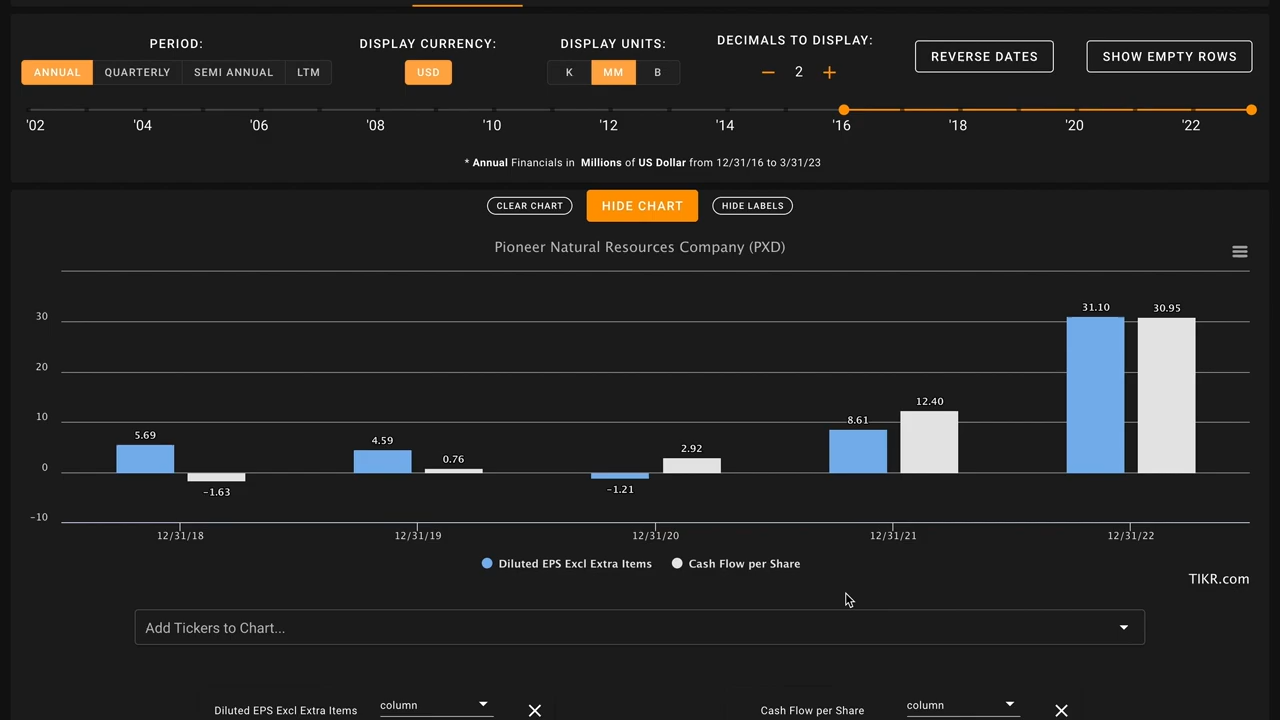 PERIOD:
DISPLAY CURRENCY:
DISPLAY UNITS:
DECIMALS TO DISPLAY:
REVERSE DATES
SHOW EMPTY ROWS
ANNUAL QUARTERLY SEMI ANNUAL LTM
USD
K MM B
2
'02 '04 '06 '08 '10 '12 '14 '16 '18 '20 '22
* Annual Financials in Millions of US Dollar from 12/31/16 to 3/31/23
CLEAR CHART
HIDE CHART
HIDE LABELS
Pioneer Natural Resources Company (PXD)
30
20
10
0
-10
5.69
-1.63
4.59
0.76
-1.21
2.92
8.61
12.40
31.10
30.95
12/31/18 12/31/19 12/31/20 12/31/21 12/31/22
Diluted EPS Excl Extra Items Cash Flow per Share
TIKR.com
Add Tickers to Chart...
Diluted EPS Excl Extra Items column
Cash Flow per Share column